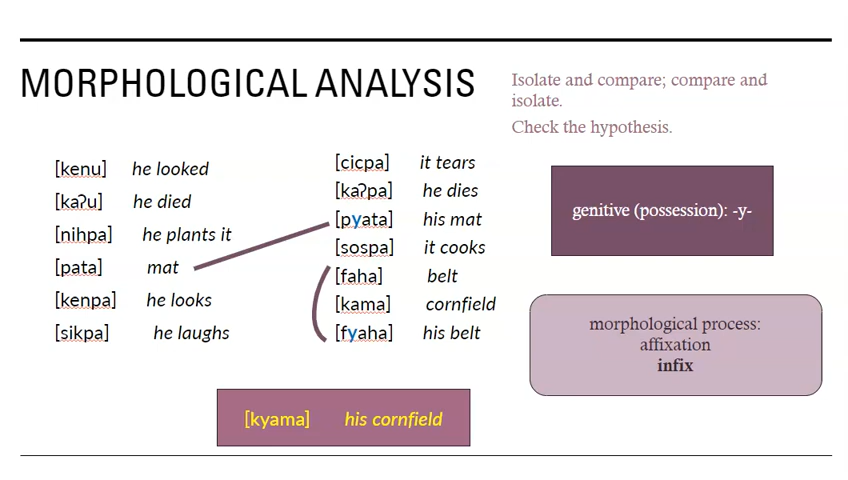 MORPHOLOGICAL ANALYSIS
Isolate and compare; compare and
isolate.
Check the hypothesis.
[kenu] he looked
[kaʔu] he died
[nihpa] he plants it
[pata] mat
[kenpa] he looks
[sikpa] he laughs
[cicpa] it tears
[kaʔpa] he dies
[pyata] his mat
[sospa] it cooks
[faha] belt
[kama] cornfield
[fyaha] his belt
genitive (possession): -y-
morphological process:
affixation
infix
[kyama] his cornfield